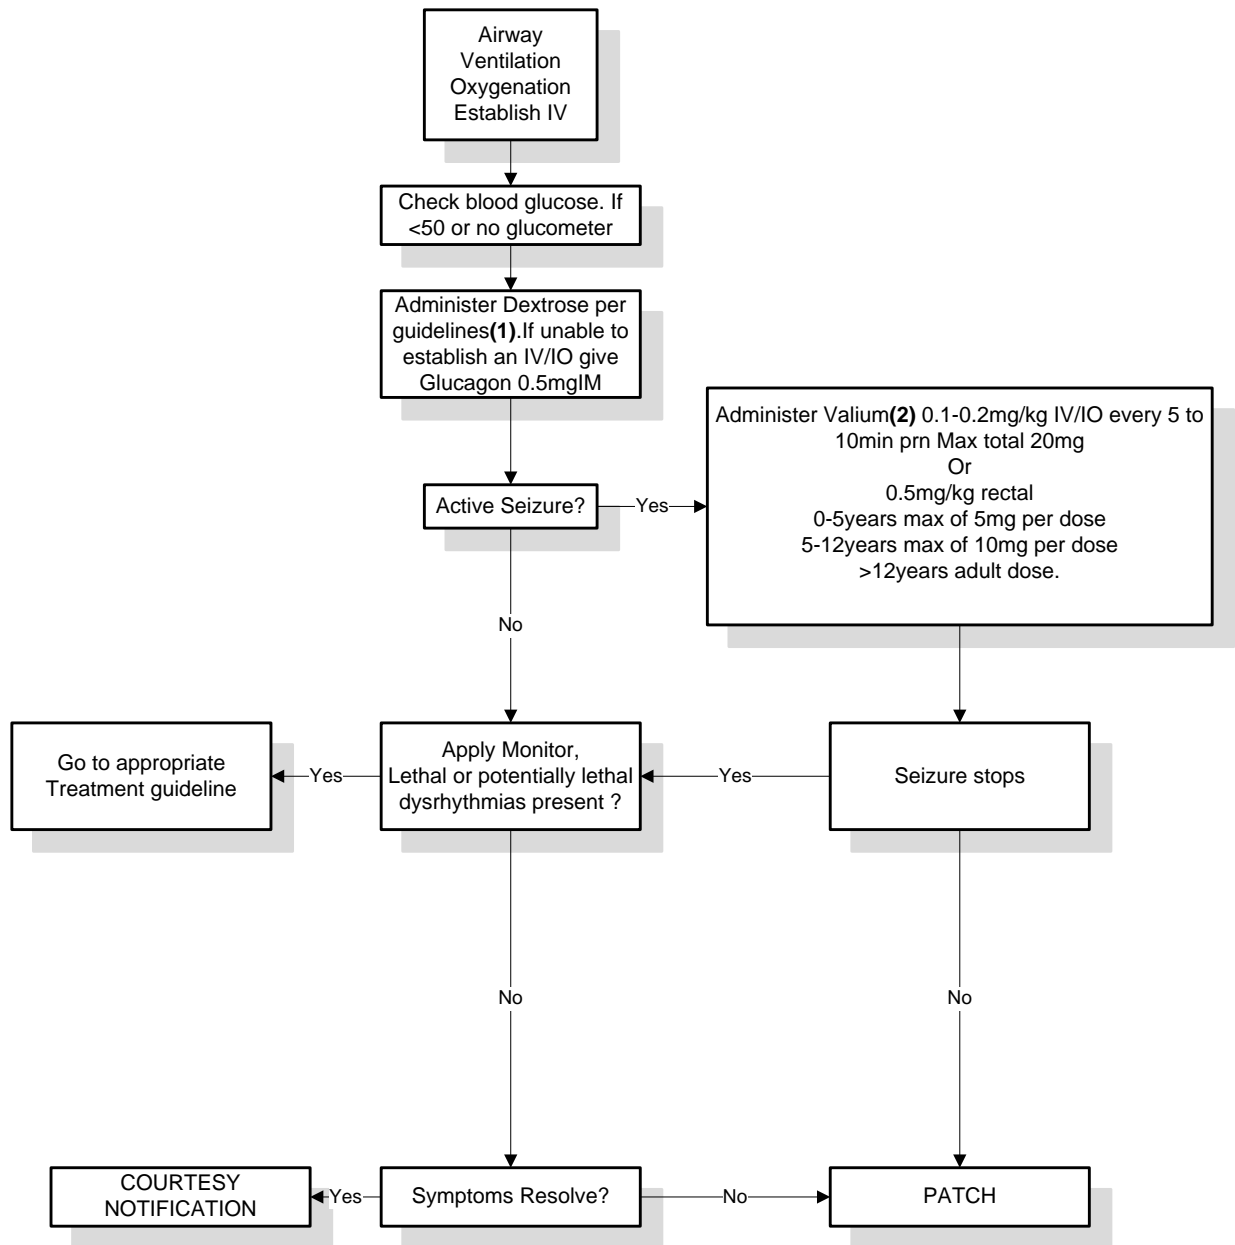 Airway
Ventilation
Oxygenation
Establish IV
Check blood glucose. If
<50 or no glucometer
Administer Dextrose per
guidelines(1).If unable to
establish an IV/IO give
Glucagon 0.5mgIM
Administer Valium(2) 0.1-0.2mg/kg IV/IO every 5 to
10min prn Max total 20mg
Or
0.5mg/kg rectal
0-5years max of 5mg per dose
5-12years max of 10mg per dose
>12years adult dose.
Active Seizure?
Yes
No
Go to appropriate
Treatment guideline
Yes
Apply Monitor,
Lethal or potentially lethal
dysrhythmias present ?
Yes
Seizure stops
No
No
COURTESY
NOTIFICATION
Yes
Symptoms Resolve?
No
PATCH